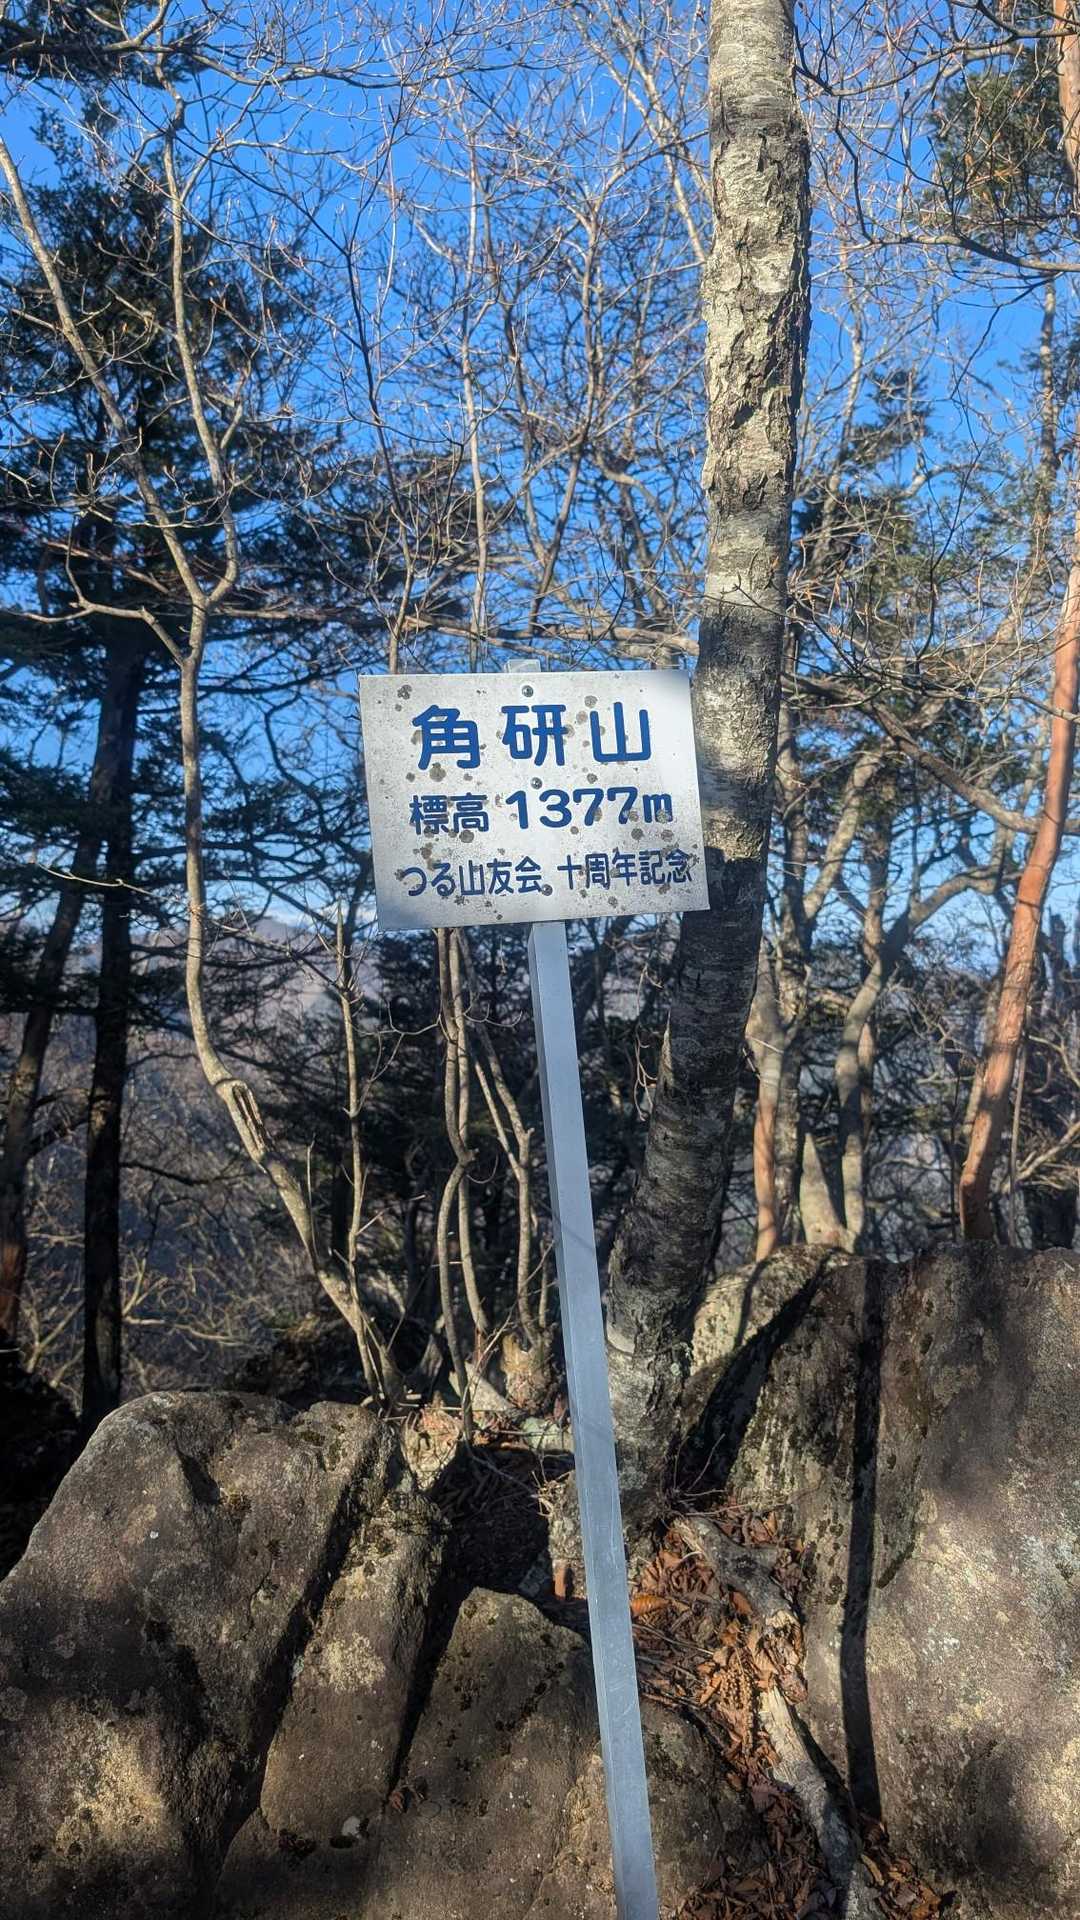 角研山
標高 1377m
つる山友会 十周年記念